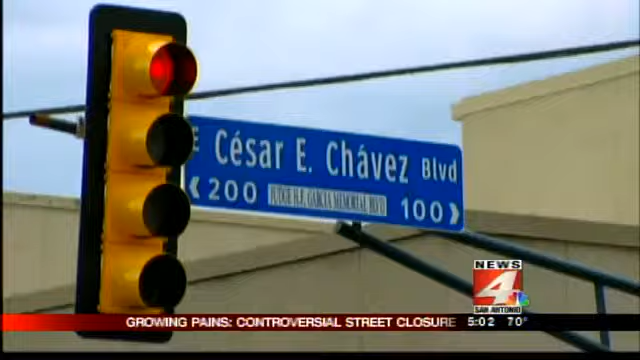 E César E. Chávez Blvd
200 JUDGE H.F. GARCIA MEMORIAL BLVD 100
NEWS
4
SAN ANTONIO
GROWING PAINS: CONTROVERSIAL STREET CLOSURE 5:02 70°